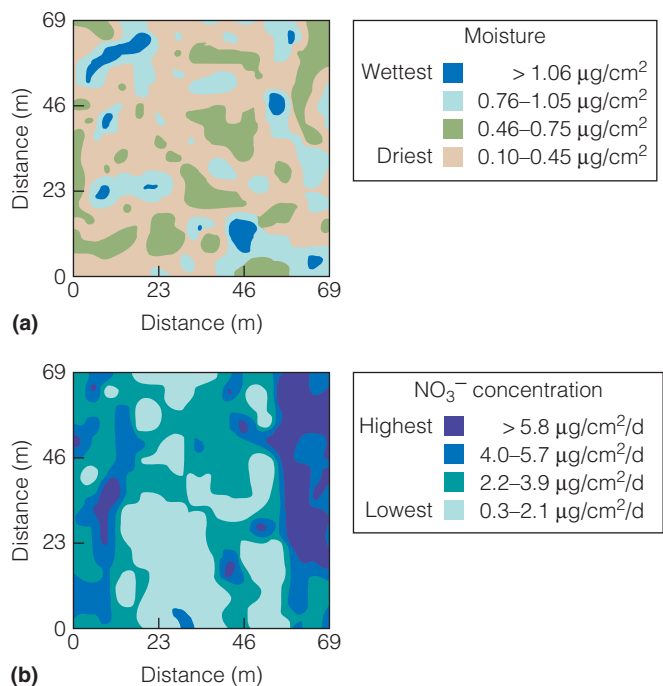 69
46
23
0
Distance (m)
0 23 46 69
Distance (m)
(a)
Moisture
Wettest > 1.06 μg/cm²
0.76–1.05 μg/cm²
0.46–0.75 μg/cm²
Driest 0.10–0.45 μg/cm²
69
46
23
0
Distance (m)
0 23 46 69
Distance (m)
(b)
NO₃⁻ concentration
Highest > 5.8 μg/cm²/d
4.0–5.7 μg/cm²/d
2.2–3.9 μg/cm²/d
Lowest 0.3–2.1 μg/cm²/d